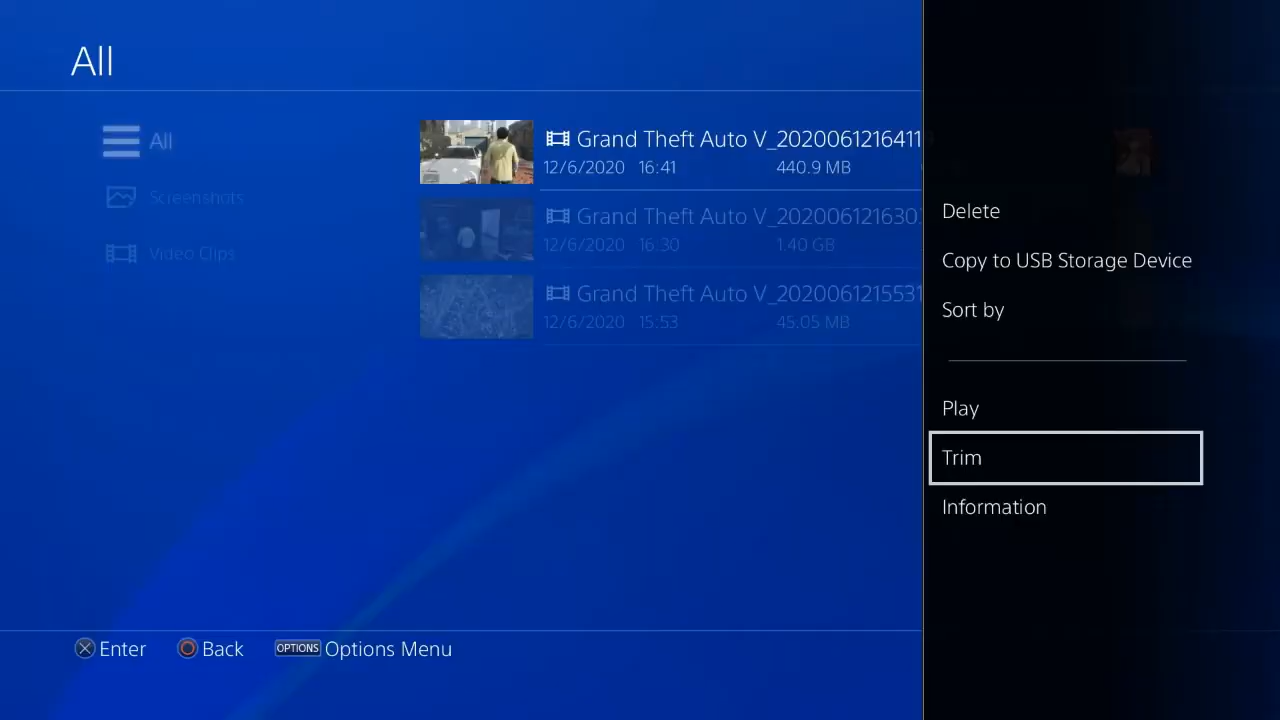 All
All
Screenshots
Video Clips
Grand Theft Auto V_20200612164119
12/6/2020 16:41 440.9 MB
Grand Theft Auto V_202006121630
12/6/2020 16:30 1.40 GB
Grand Theft Auto V_202006121553
12/6/2020 15:53 45.05 MB
Delete
Copy to USB Storage Device
Sort by
Play
Trim
Information
Enter
Back
OPTIONS Options Menu